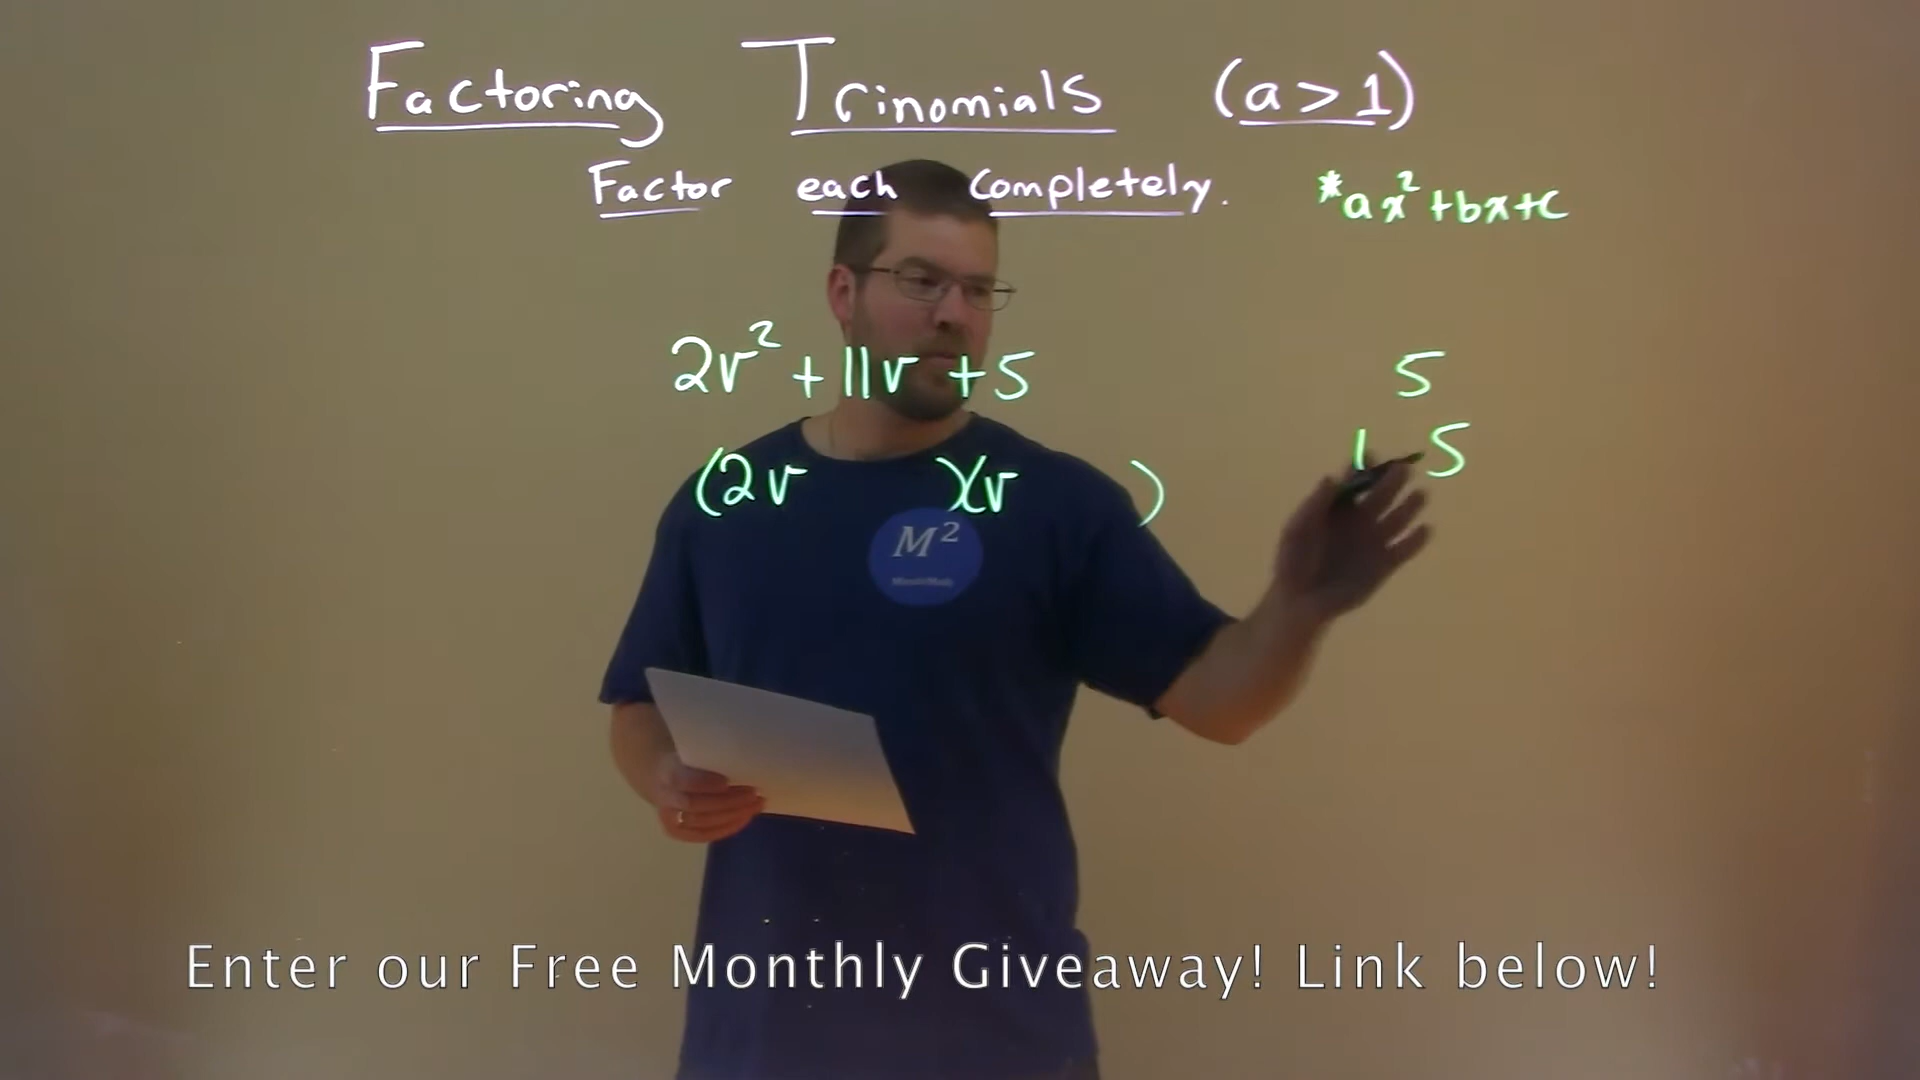 Factoring Trinomials (a > 1)
Factor each completely.
*ax² + bx + c
2v² + 11v + 5
5
1 5
(2v )(v )
M²
MinuteMath
Enter our Free Monthly Giveaway! Link below!